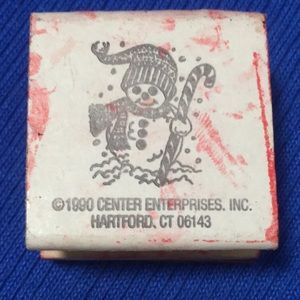 ©1990 CENTER ENTERPRISES, INC.
HARTFORD, CT 06143